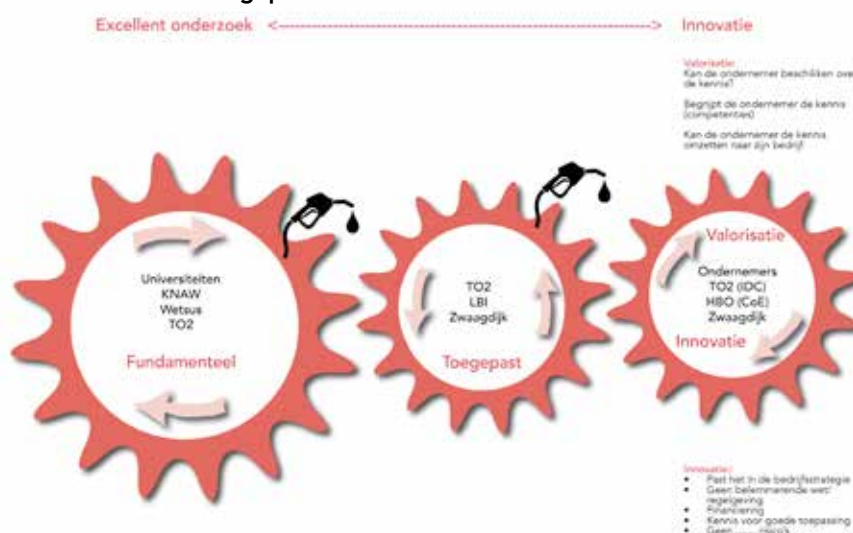 Excellent onderzoek <---> Innovatie
Valorisatie:
Kan de ondernemer beschikken over
de kennis?
Begrijpt de ondernemer de kennis
(competenties)
Kan de ondernemer de kennis
omzetten naar zijn bedrijf
Universiteiten
KNAW
Wetsus
TO2
Fundamenteel
TO2
LBI
Zwaagdijk
Toegepast
Valorisatie
Ondernemers
TO2 (IDC)
HBO (CoE)
Zwaagdijk
Innovatie
Innovatie:
• Past het in de bedrijfsstrategie
• Geen belemmerende wet/
regelgeving
• Financiering
• Kennis voor goede toepassing
• Geen